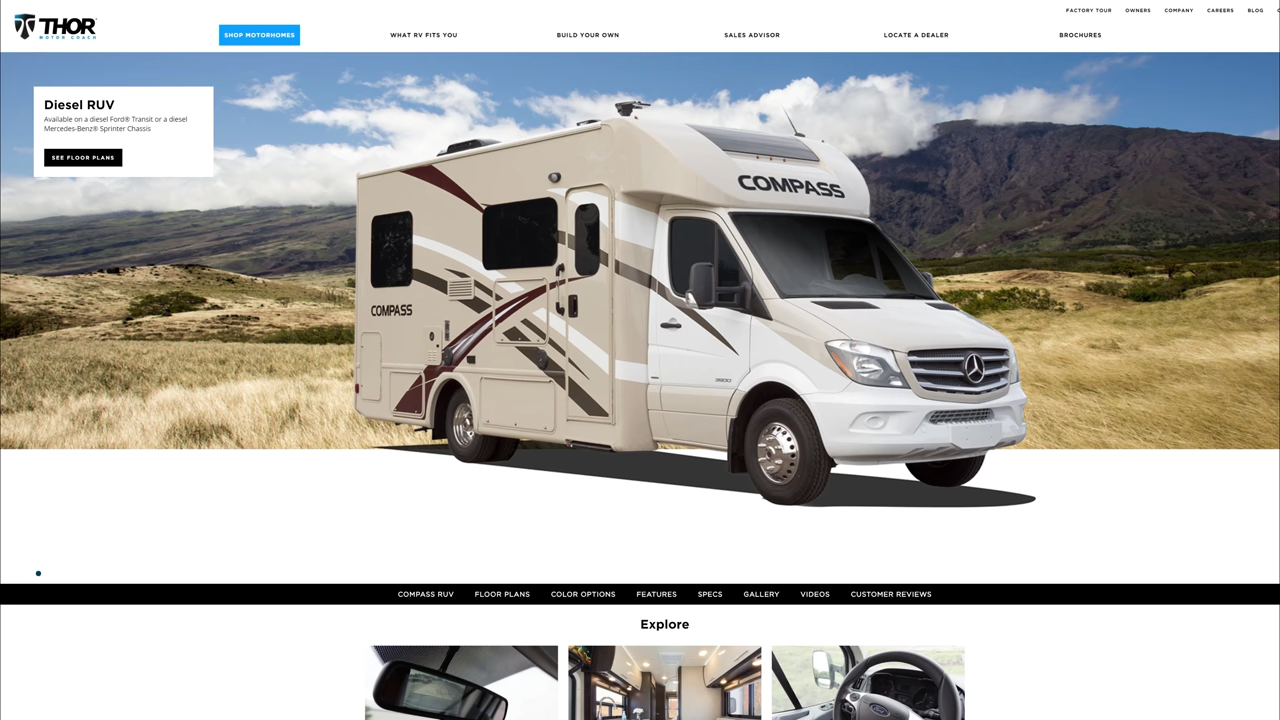 FACTORY TOUR OWNERS COMPANY CAREERS BLOG
THOR
MOTOR COACH
SHOP MOTORHOMES WHAT RV FITS YOU BUILD YOUR OWN SALES ADVISOR LOCATE A DEALER BROCHURES
Diesel RUV
Available on a diesel Ford® Transit or a diesel
Mercedes-Benz® Sprinter Chassis
SEE FLOOR PLANS
COMPASS
COMPASS
COMPASS RUV FLOOR PLANS COLOR OPTIONS FEATURES SPECS GALLERY VIDEOS CUSTOMER REVIEWS
Explore
Ford